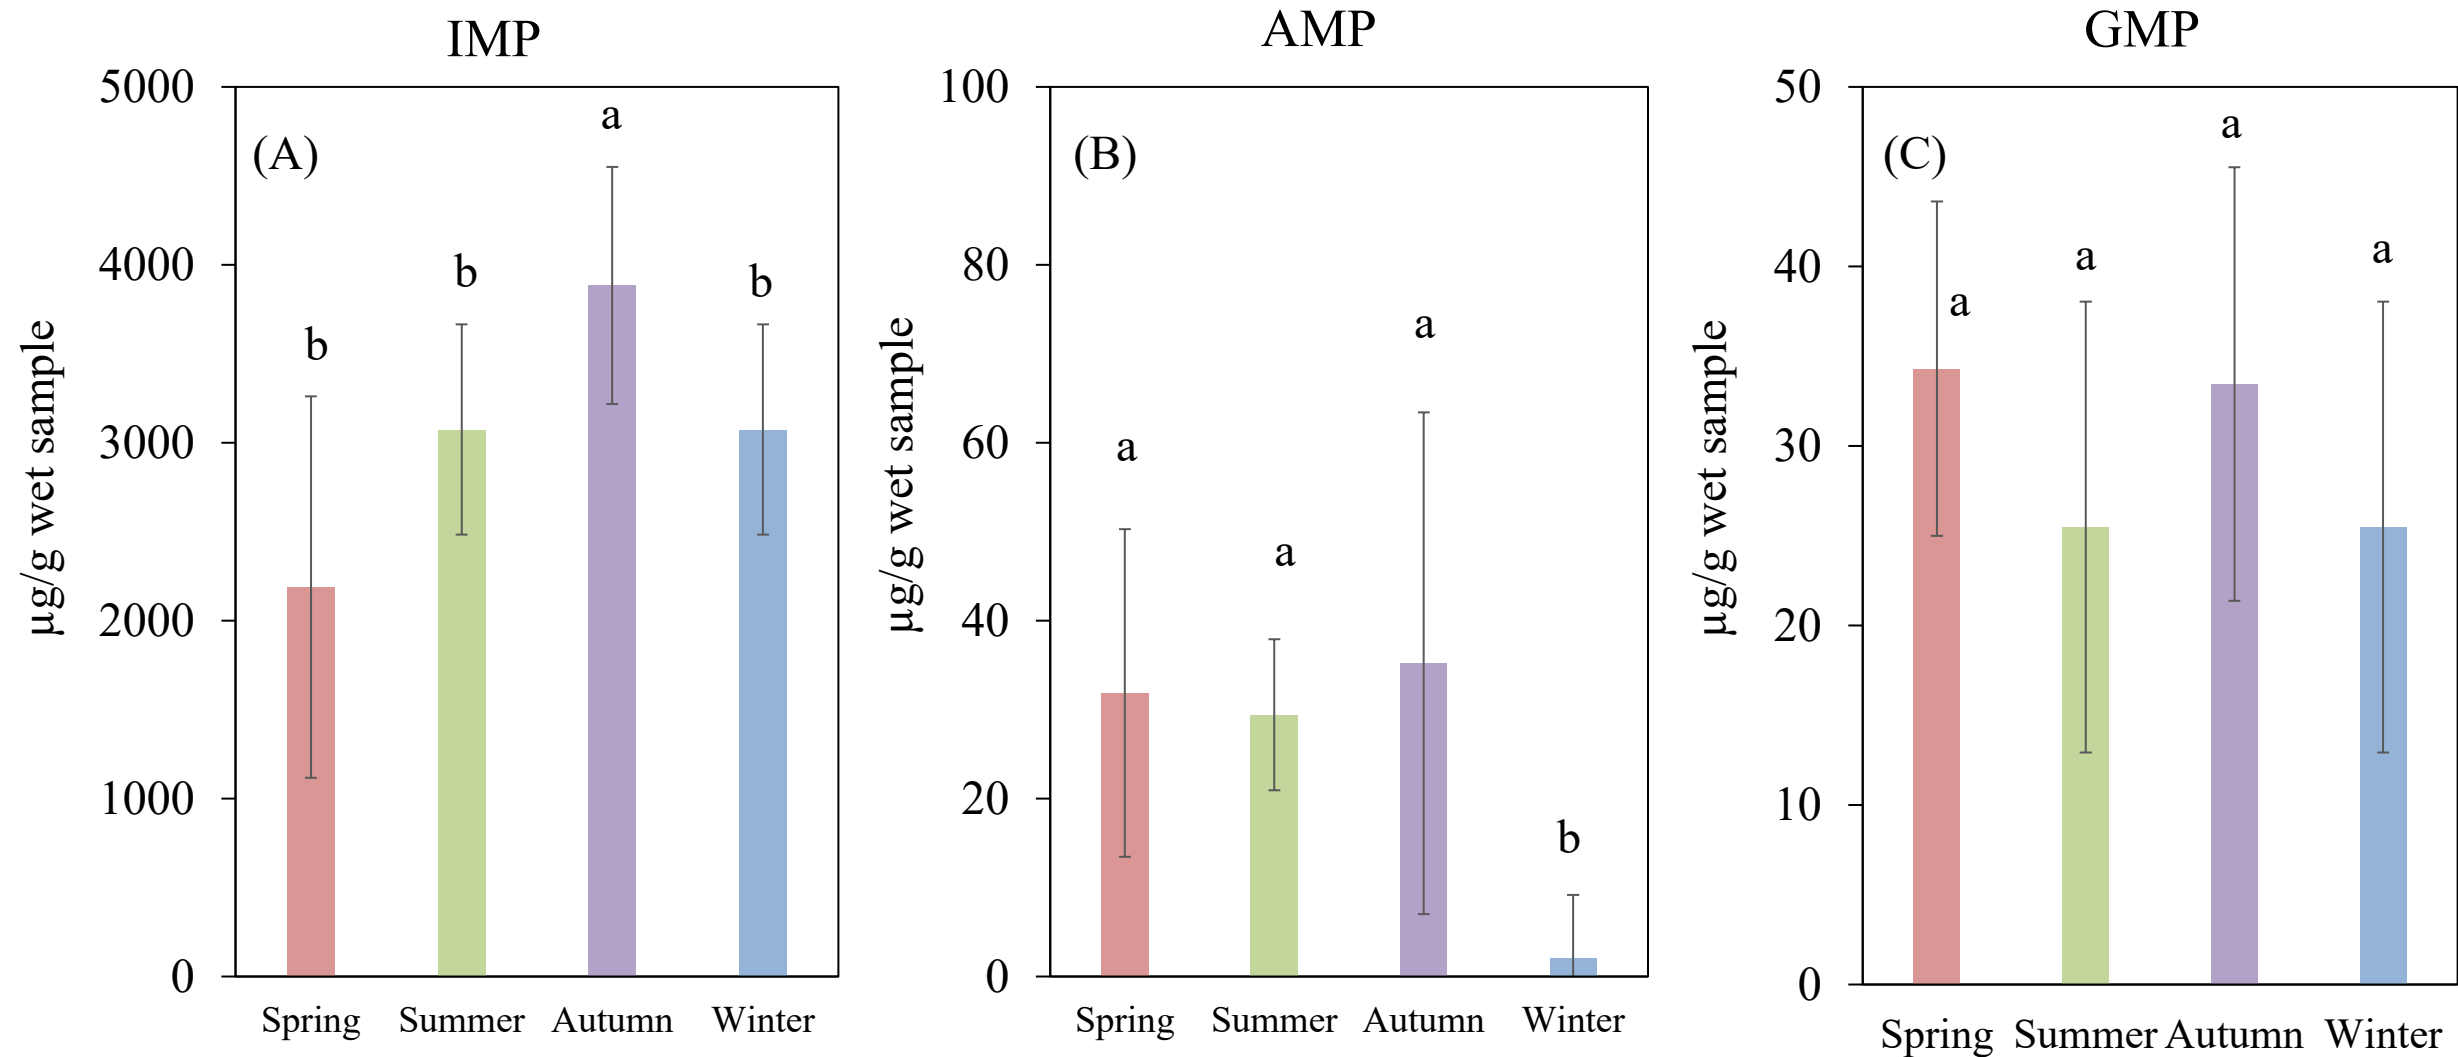 IMP
(A)
µg/g wet sample
5000
4000
3000
2000
1000
0
b
b
a
b
Spring Summer Autumn Winter
AMP
(B)
µg/g wet sample
100
80
60
40
20
0
a
a
a
b
Spring Summer Autumn Winter
GMP
(C)
µg/g wet sample
50
40
30
20
10
0
a
a
a
a
Spring Summer Autumn Winter